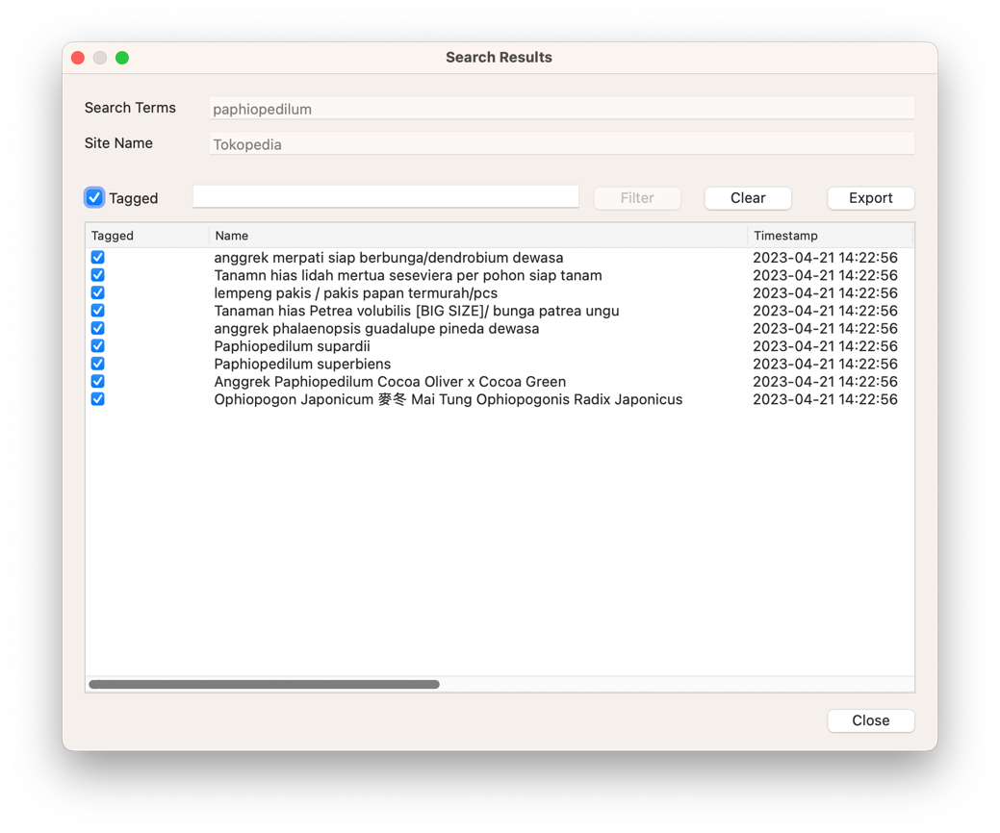 Search Results
Search Terms paphiopedilum
Site Name Tokopedia
Tagged Filter Clear Export
Tagged Name Timestamp
anggrek merpati siap berbunga/dendrobium dewasa 2023-04-21 14:22:56
Tanamn hias lidah mertua seseviera per pohon siap tanam 2023-04-21 14:22:56
lempeng pakis / pakis papan termurah/pcs 2023-04-21 14:22:56
Tanaman hias Petrea volubilis [BIG SIZE]/ bunga patrea ungu 2023-04-21 14:22:56
anggrek phalaenopsis guadalupe pineda dewasa 2023-04-21 14:22:56
Paphiopedilum supardii 2023-04-21 14:22:56
Paphiopedilum superbiens 2023-04-21 14:22:56
Anggrek Paphiopedilum Cocoa Oliver x Cocoa Green 2023-04-21 14:22:56
Ophiopogon Japonicum 麥冬 Mai Tung Ophiopogonis Radix Japonicus 2023-04-21 14:22:56
Close